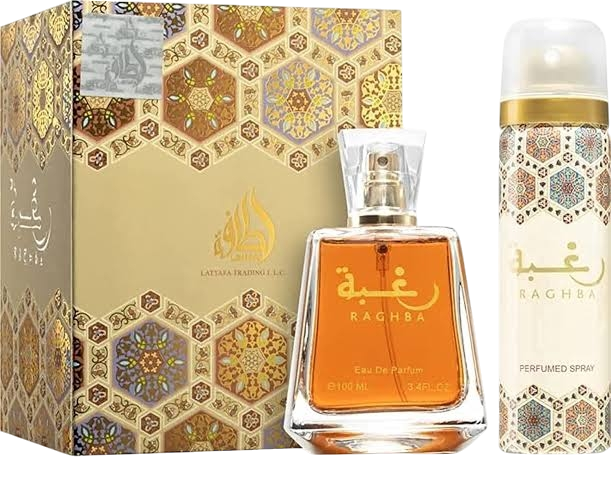 رغبة
RAGHBA
لطافة
LATTAFA TRADING L.L.C.
رغبة
RAGHBA
Eau De Parfum
℮100 ML 3.4FL.OZ
رغبة
RAGHBA
PERFUMED SPRAY